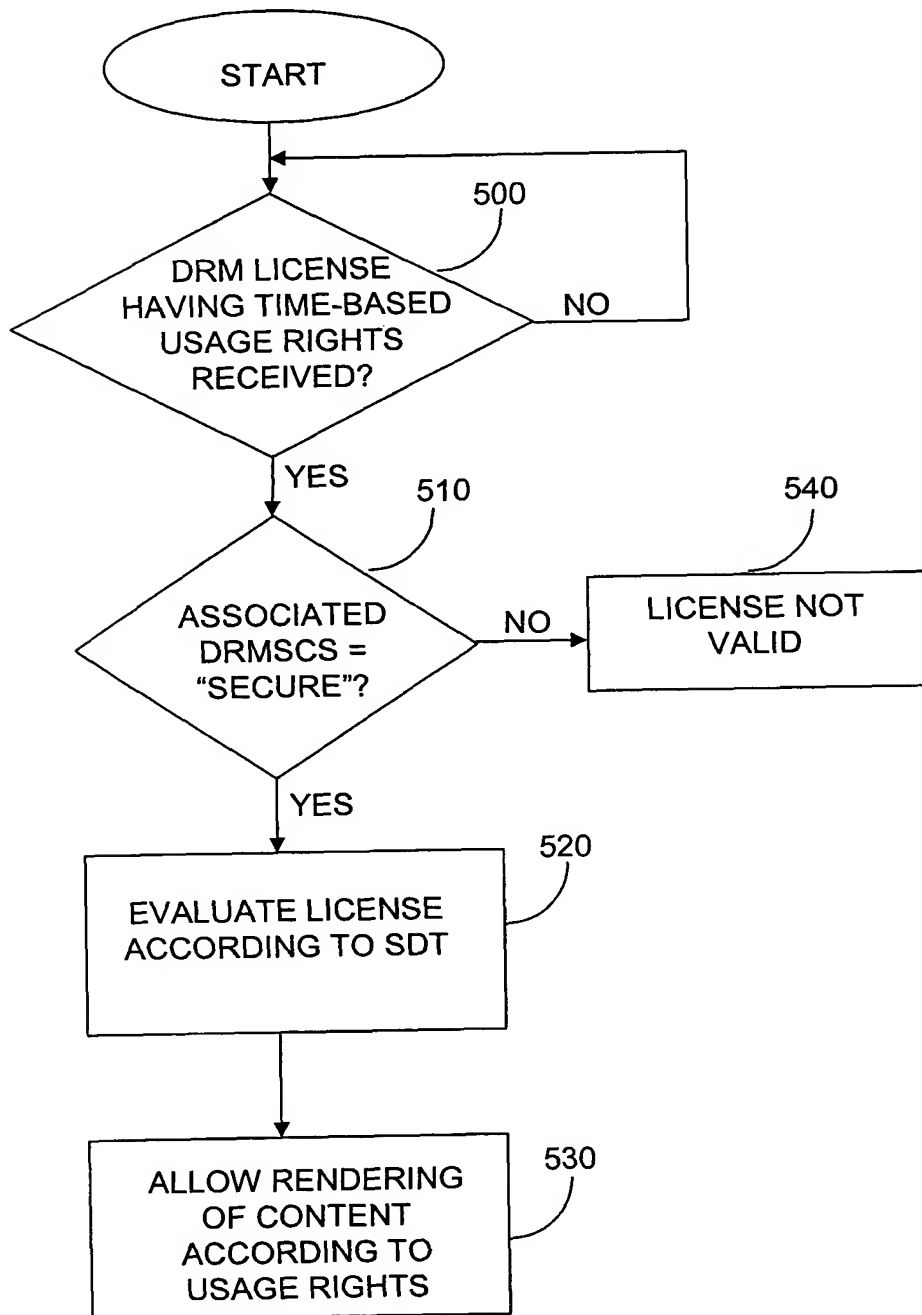 START
500
DRM LICENSE
HAVING TIME-BASED
USAGE RIGHTS
RECEIVED?
NO
YES
510
540
ASSOCIATED
DRMSCS =
“SECURE”?
NO
LICENSE NOT
VALID
YES
520
EVALUATE LICENSE
ACCORDING TO SDT
530
ALLOW RENDERING
OF CONTENT
ACCORDING TO
USAGE RIGHTS